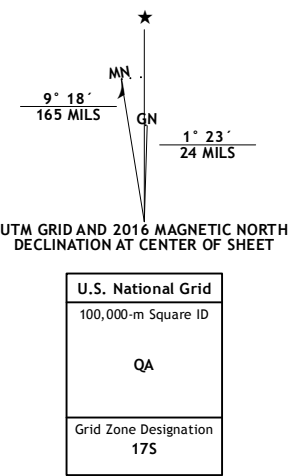 ★
MN
GN
9° 18´
165 MILS
1° 23´
24 MILS
UTM GRID AND 2016 MAGNETIC NORTH
DECLINATION AT CENTER OF SHEET
U.S. National Grid
100,000-m Square ID
QA
Grid Zone Designation
17S